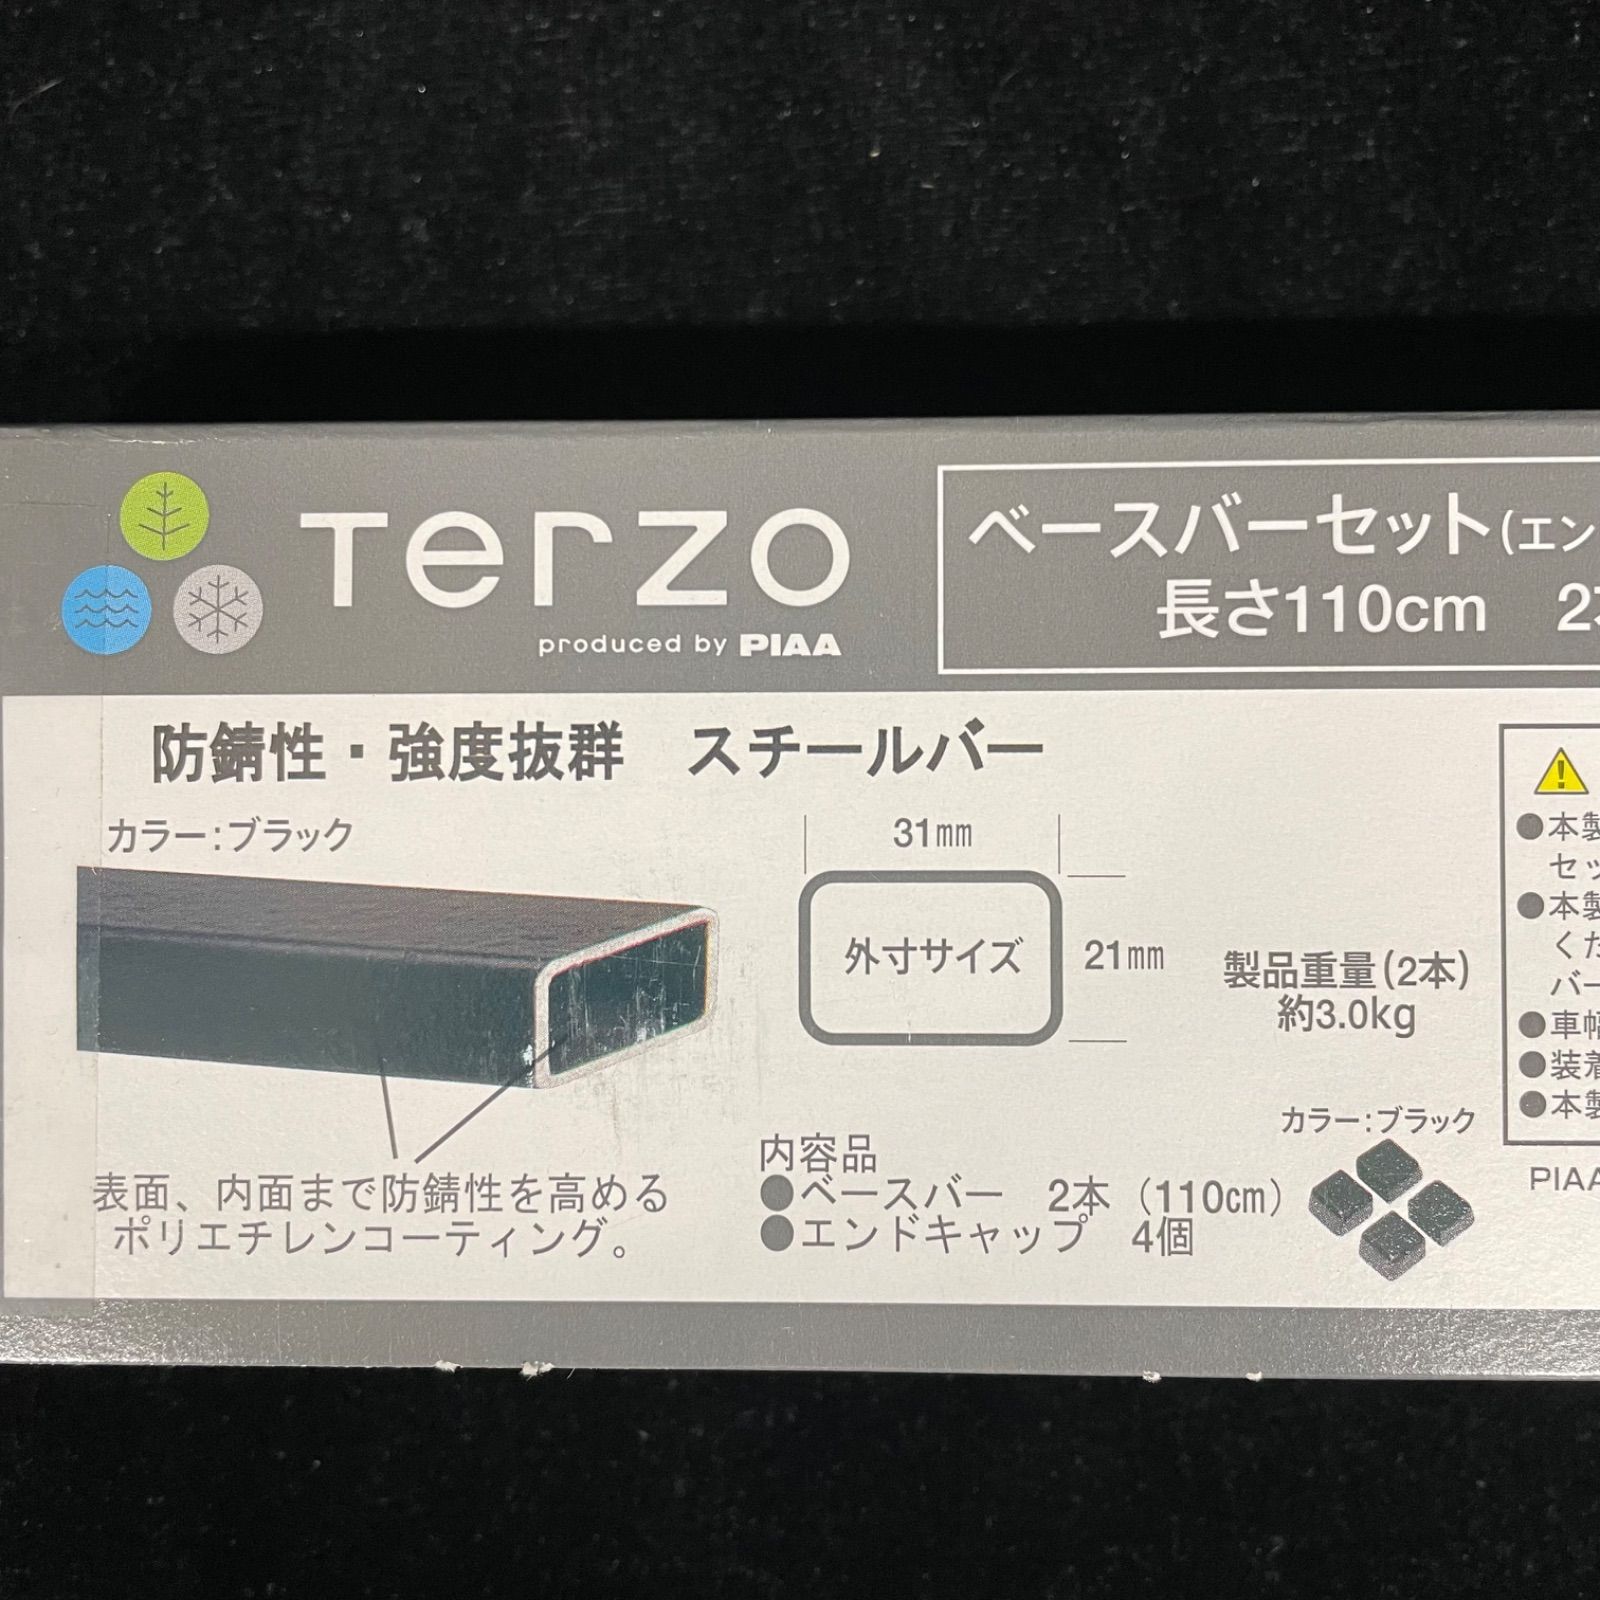 Terzo
produced by PIAA
ベースバーセット(エン
長さ110cm 2本
防錆性・強度抜群 スチールバー
カラー:ブラック
31mm
外寸サイズ
21mm
製品重量(2本)
約3.0kg
表面、内面まで防錆性を高める
ポリエチレンコーティング。
内容品
●ベースバー 2本(110cm)
●エンドキャップ 4個
カラー:ブラック
●本製
セッ
●本製
くだ
バー
●車幅
●装着
●本製
PIAA